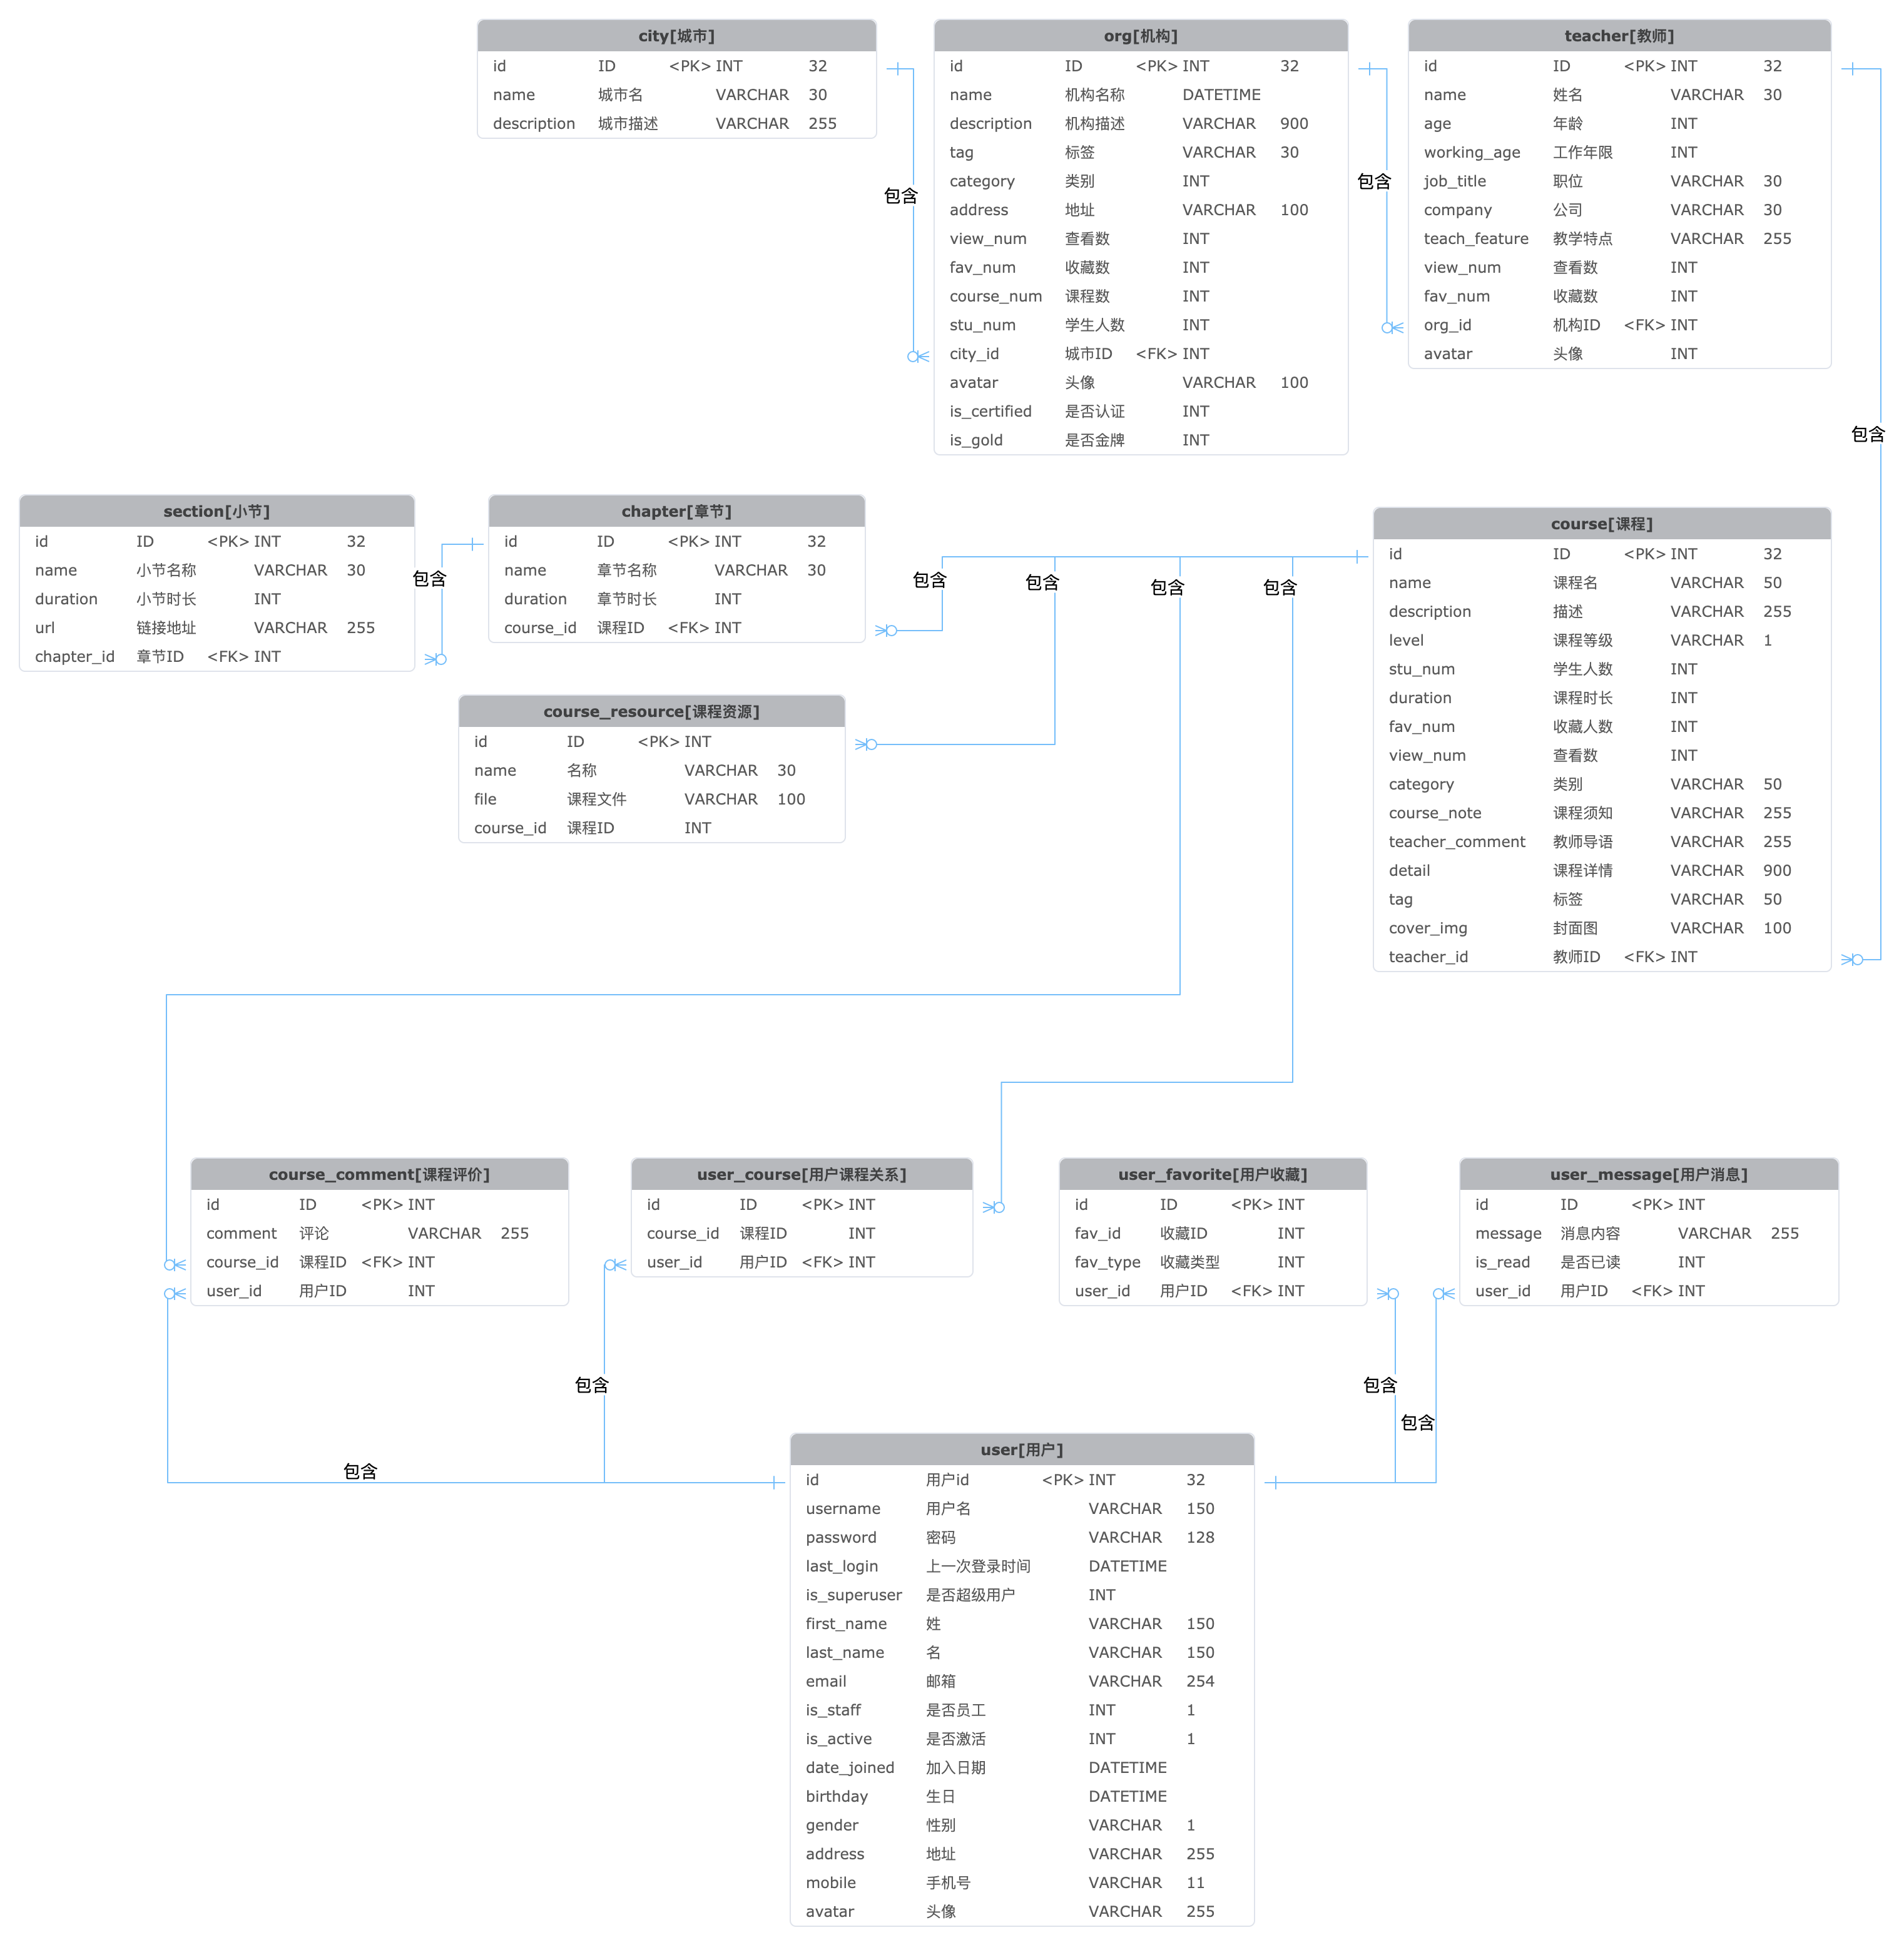 city[城市]
id ID <PK> INT 32
name 城市名 VARCHAR 30
description 城市描述 VARCHAR 255
org[机构]
id ID <PK> INT 32
name 机构名称 DATETIME
description 机构描述 VARCHAR 900
tag 标签 VARCHAR 30
category 类别 INT
address 地址 VARCHAR 100
view_num 查看数 INT
fav_num 收藏数 INT
course_num 课程数 INT
stu_num 学生人数 INT
city_id 城市ID <FK> INT
avatar 头像 VARCHAR 100
is_certified 是否认证 INT
is_gold 是否金牌 INT
teacher[教师]
id ID <PK> INT 32
name 姓名 VARCHAR 30
age 年龄 INT
working_age 工作年限 INT
job_title 职位 VARCHAR 30
company 公司 VARCHAR 30
teach_feature 教学特点 VARCHAR 255
view_num 查看数 INT
fav_num 收藏数 INT
org_id 机构ID <FK> INT
avatar 头像 INT
包含
包含
包含
section[小节]
id ID <PK> INT 32
name 小节名称 VARCHAR 30
duration 小节时长 INT
url 链接地址 VARCHAR 255
chapter_id 章节ID <FK> INT
包含
chapter[章节]
id ID <PK> INT 32
name 章节名称 VARCHAR 30
duration 章节时长 INT
course_id 课程ID <FK> INT
包含
包含
包含
包含
course[课程]
id ID <PK> INT 32
name 课程名 VARCHAR 50
description 描述 VARCHAR 255
level 课程等级 VARCHAR 1
stu_num 学生人数 INT
duration 课程时长 INT
fav_num 收藏人数 INT
view_num 查看数 INT
category 类别 VARCHAR 50
course_note 课程须知 VARCHAR 255
teacher_comment 教师导语 VARCHAR 255
detail 课程详情 VARCHAR 900
tag 标签 VARCHAR 50
cover_img 封面图 VARCHAR 100
teacher_id 教师ID <FK> INT
course_resource[课程资源]
id ID <PK> INT
name 名称 VARCHAR 30
file 课程文件 VARCHAR 100
course_id 课程ID INT
course_comment[课程评价]
id ID <PK> INT
comment 评论 VARCHAR 255
course_id 课程ID <FK> INT
user_id 用户ID INT
user_course[用户课程关系]
id ID <PK> INT
course_id 课程ID INT
user_id 用户ID <FK> INT
user_favorite[用户收藏]
id ID <PK> INT
fav_id 收藏ID INT
fav_type 收藏类型 INT
user_id 用户ID <FK> INT
user_message[用户消息]
id ID <PK> INT
message 消息内容 VARCHAR 255
is_read 是否已读 INT
user_id 用户ID <FK> INT
包含
包含
包含
包含
user[用户]
id 用户id <PK> INT 32
username 用户名 VARCHAR 150
password 密码 VARCHAR 128
last_login 上一次登录时间 DATETIME
is_superuser 是否超级用户 INT
first_name 姓 VARCHAR 150
last_name 名 VARCHAR 150
email 邮箱 VARCHAR 254
is_staff 是否员工 INT 1
is_active 是否激活 INT 1
date_joined 加入日期 DATETIME
birthday 生日 DATETIME
gender 性别 VARCHAR 1
address 地址 VARCHAR 255
mobile 手机号 VARCHAR 11
avatar 头像 VARCHAR 255